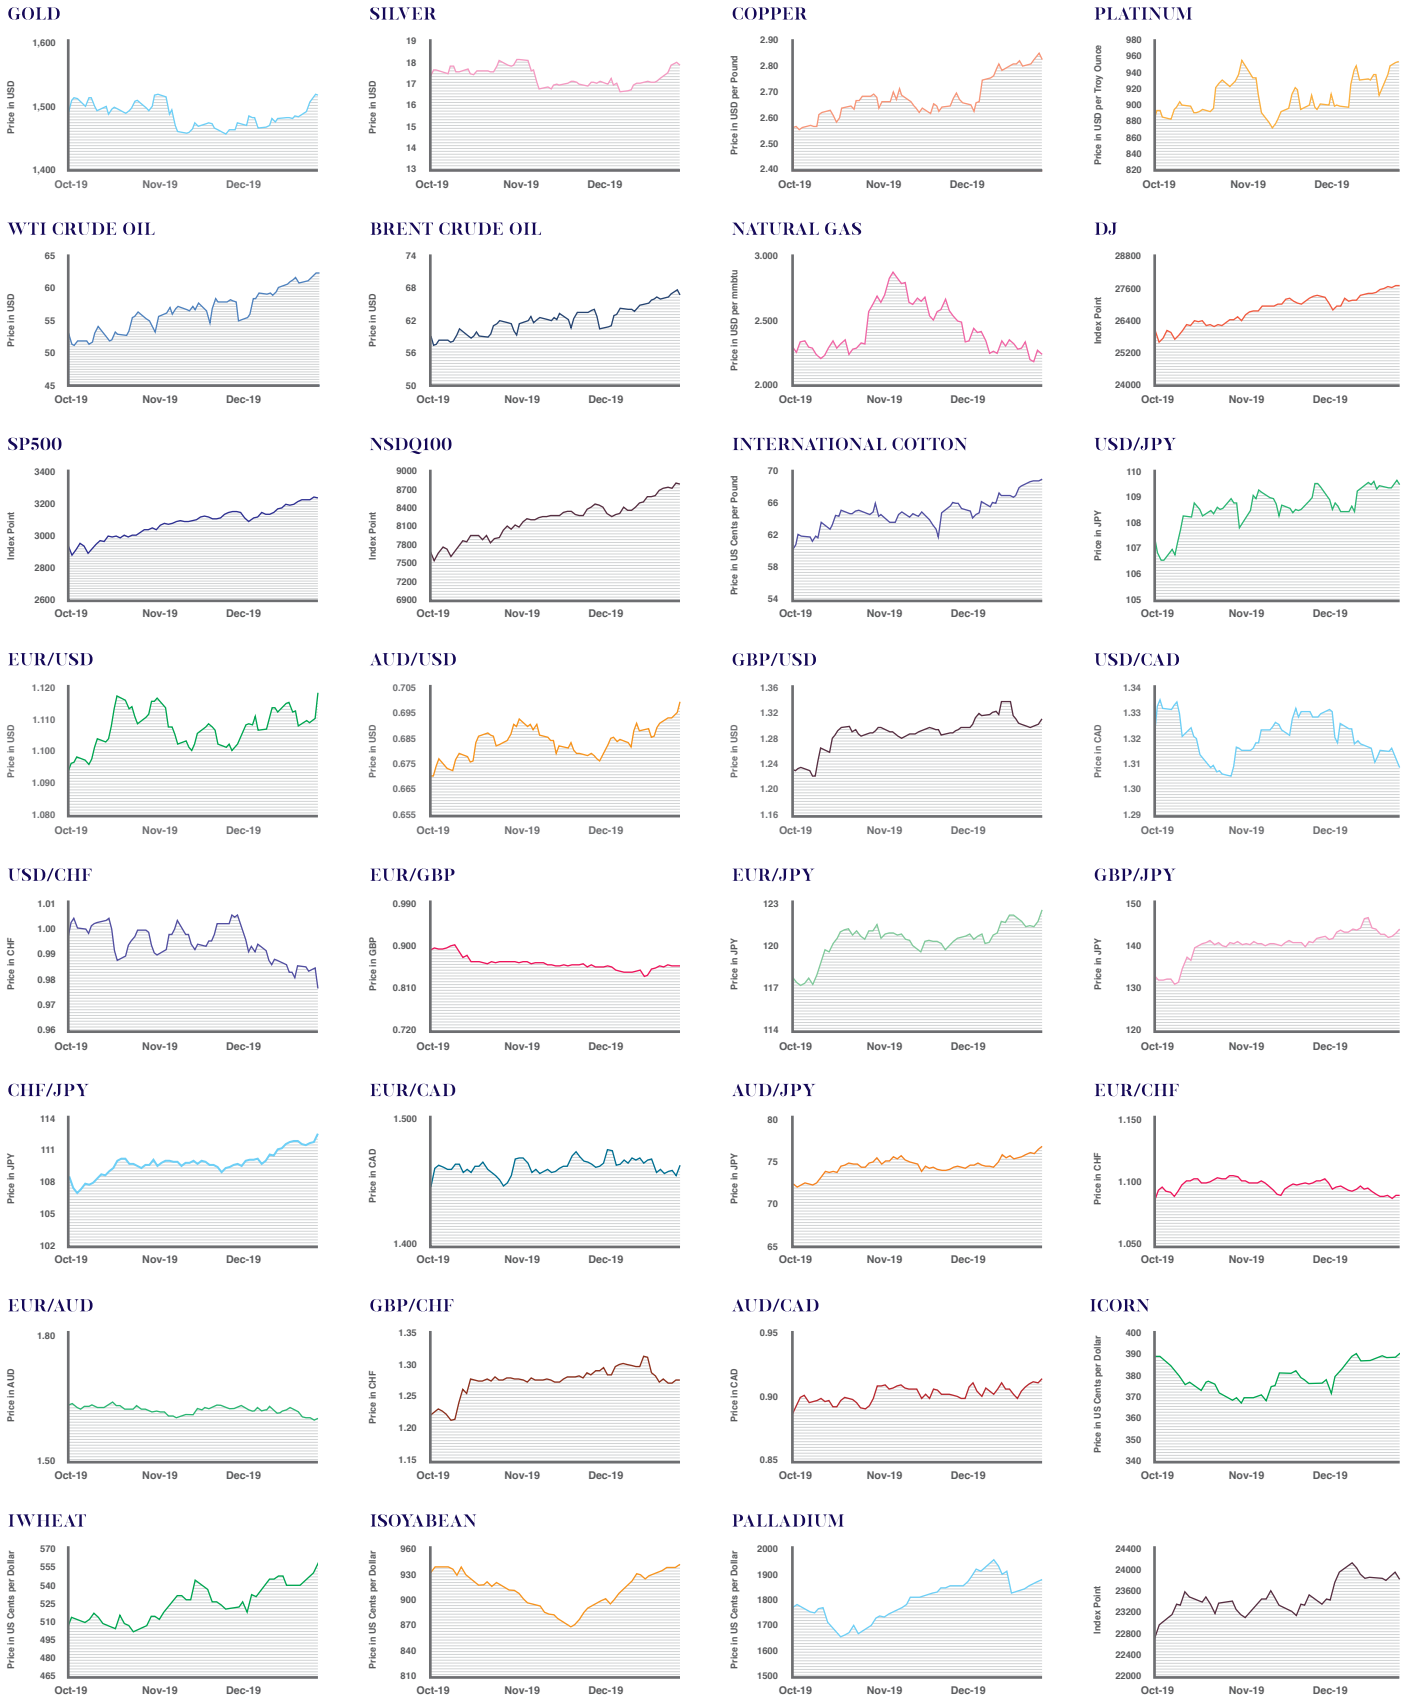 GOLD
Price in USD
1,600
1,500
1,400
Oct-19 Nov-19 Dec-19
SILVER
19
18
17
16
15
14
13
Oct-19 Nov-19 Dec-19
COPPER
Price in USD per Pound
2.90
2.80
2.70
2.60
2.50
2.40
Oct-19 Nov-19 Dec-19
PLATINUM
Price in USD per Troy Ounce
980
960
940
920
900
880
860
840
820
Oct-19 Nov-19 Dec-19
WTI CRUDE OIL
Price in USD
65
60
55
50
45
Oct-19 Nov-19 Dec-19
BRENT CRUDE OIL
Price in USD
74
68
62
56
50
Oct-19 Nov-19 Dec-19
NATURAL GAS
Price in USD per mmbtu
3.000
2.500
2.000
Oct-19 Nov-19 Dec-19
DJ
Index Point
28800
27600
26400
25200
24000
Oct-19 Nov-19 Dec-19
SP500
Index Point
3400
3200
3000
2800
2600
Oct-19 Nov-19 Dec-19
NSDQ100
Index Point
9000
8700
8400
8100
7800
7500
7200
6900
Oct-19 Nov-19 Dec-19
INTERNATIONAL COTTON
Price in US Cents per Pound
70
66
62
58
54
Oct-19 Nov-19 Dec-19
USD/JPY
Price in JPY
110
109
108
107
106
105
Oct-19 Nov-19 Dec-19
EUR/USD
Price in USD
1.120
1.110
1.100
1.090
1.080
Oct-19 Nov-19 Dec-19
AUD/USD
Price in USD
0.705
0.695
0.685
0.675
0.665
0.655
Oct-19 Nov-19 Dec-19
GBP/USD
Price in USD
1.36
1.32
1.28
1.24
1.20
1.16
Oct-19 Nov-19 Dec-19
USD/CAD
Price in CAD
1.34
1.33
1.32
1.31
1.30
1.29
Oct-19 Nov-19 Dec-19
USD/CHF
Price in CHF
1.01
1.00
0.99
0.98
0.97
0.96
Oct-19 Nov-19 Dec-19
EUR/GBP
Price in GBP
0.990
0.900
0.810
0.720
Oct-19 Nov-19 Dec-19
EUR/JPY
Price in JPY
123
120
117
114
Oct-19 Nov-19 Dec-19
GBP/JPY
Price in JPY
150
140
130
120
Oct-19 Nov-19 Dec-19
CHF/JPY
Price in JPY
114
111
108
105
102
Oct-19 Nov-19 Dec-19
EUR/CAD
Price in CAD
1.500
1.400
Oct-19 Nov-19 Dec-19
AUD/JPY
Price in JPY
80
75
70
65
Oct-19 Nov-19 Dec-19
EUR/CHF
Price in CHF
1.150
1.100
1.050
Oct-19 Nov-19 Dec-19
EUR/AUD
Price in AUD
1.80
1.50
Oct-19 Nov-19 Dec-19
GBP/CHF
Price in CHF
1.35
1.30
1.25
1.20
1.15
Oct-19 Nov-19 Dec-19
AUD/CAD
Price in CAD
0.95
0.90
0.85
Oct-19 Nov-19 Dec-19
ICORN
Price in US Cents per Dollar
400
390
380
370
360
350
340
Oct-19 Nov-19 Dec-19
IWHEAT
Price in US Cents per Dollar
570
555
540
525
510
495
480
465
Oct-19 Nov-19 Dec-19
ISOYABEAN
Price in US Cents per Dollar
960
930
900
870
840
810
Oct-19 Nov-19 Dec-19
PALLADIUM
Price in US Cents per Dollar
2000
1900
1800
1700
1600
1500
Oct-19 Nov-19 Dec-19
Index Point
24400
24000
23600
23200
22800
22400
22000
Oct-19 Nov-19 Dec-19